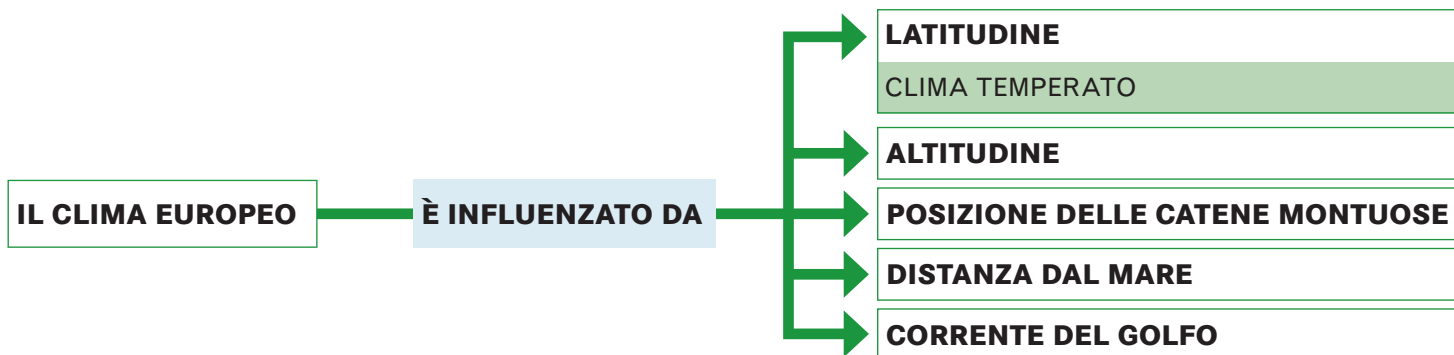 IL CLIMA EUROPEO
È INFLUENZATO DA
LATITUDINE
CLIMA TEMPERATO
ALTITUDINE
POSIZIONE DELLE CATENE MONTUOSE
DISTANZA DAL MARE
CORRENTE DEL GOLFO